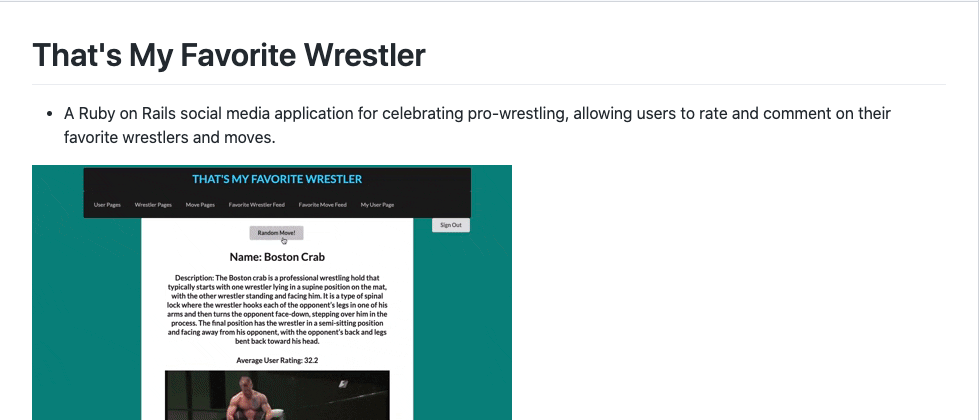 That's My Favorite Wrestler
A Ruby on Rails social media application for celebrating pro-wrestling, allowing users to rate and comment on their
favorite wrestlers and moves.
THAT'S MY FAVORITE WRESTLER
User Pages Wrestler Pages Move Pages Favorite Wrestler Feed Favorite Move Feed My User Page
Sign Out
Random Move!
Name: Boston Crab
Description: The Boston crab is a professional wrestling hold that
typically starts with one wrestler lying in a supine position on the mat,
with the other wrestler standing and facing him. It is a type of spinal
lock where the wrestler hooks each of the opponent's legs in one of his
arms and then turns the opponent face-down, stepping over him in the
process. The final position has the wrestler in a semi-sitting position
and facing away from his opponent, with the opponent's back and legs
bent back toward his head.
Average User Rating: 32.2